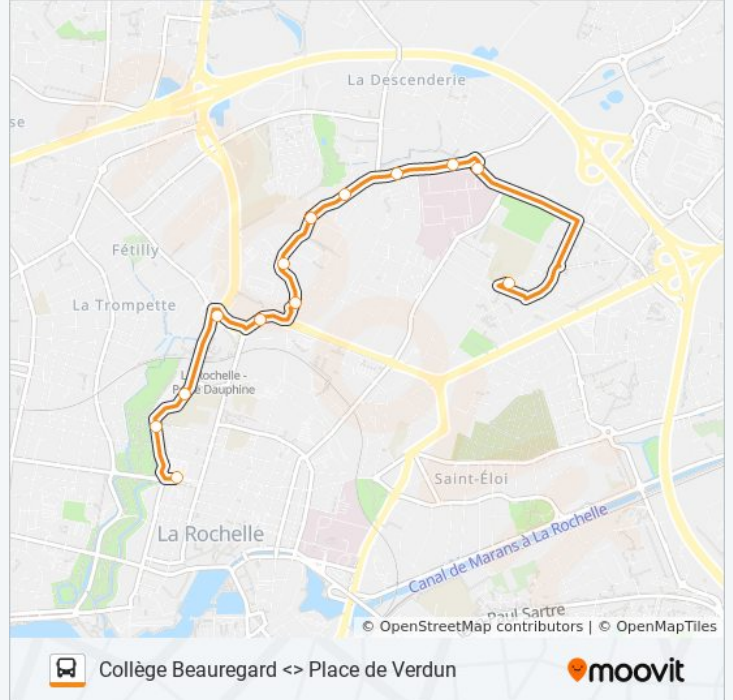 La Descenderie
se
Fétilly
La Trompette
La Rochelle -
Porte Dauphine
Saint-Éloi
La Rochelle
Canal de Marans à La Rochelle
Paul Sartre
© OpenStreetMap contributors | © OpenMapTiles
Collège Beauregard <> Place de Verdun
moovit